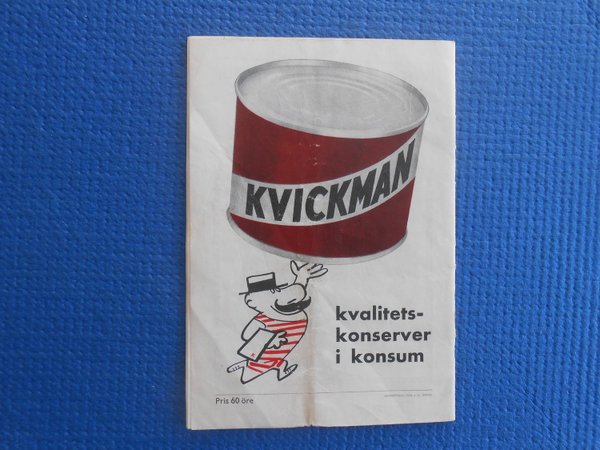 KVICKMAN
kvalitets-
konserver
i konsum
Pris 60 öre